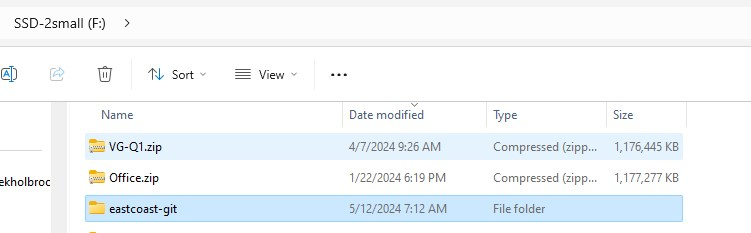 SSD-2small (F:)
Sort View ...
Name Date modified Type Size
VG-Q1.zip 4/7/2024 9:26 AM Compressed (zipp... 1,176,445 KB
Office.zip 1/22/2024 6:19 PM Compressed (zipp... 1,177,277 KB
ekholbroc
eastcoast-git 5/12/2024 7:12 AM File folder